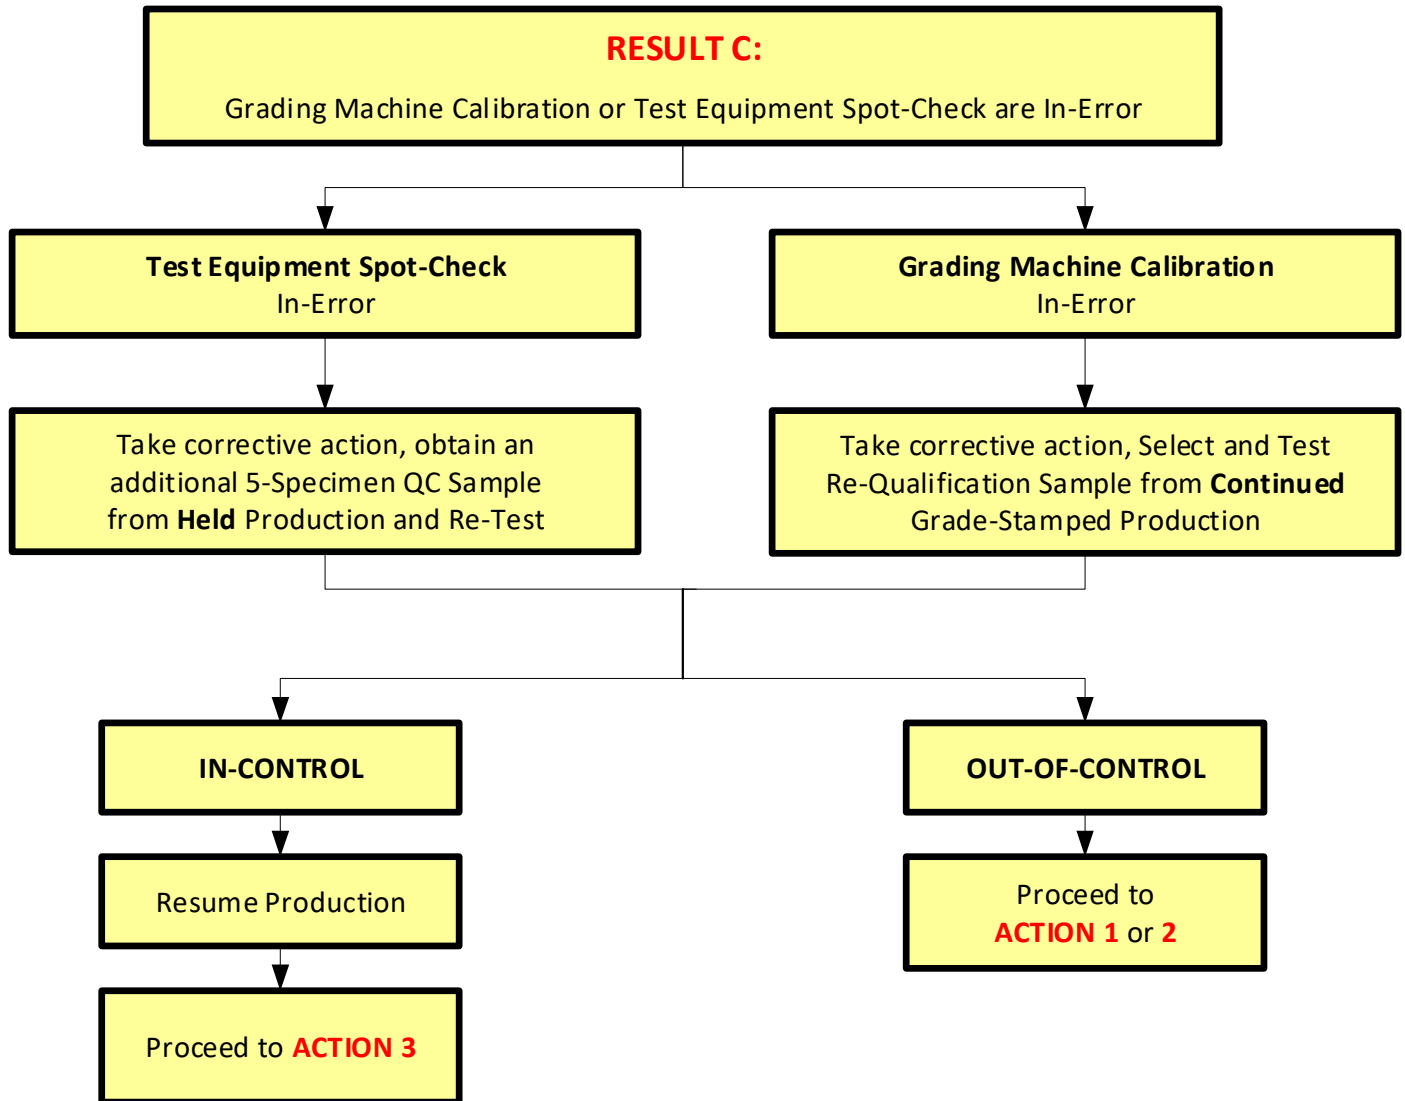 RESULT C:
Grading Machine Calibration or Test Equipment Spot-Check are In-Error
Test Equipment Spot-Check
In-Error
Grading Machine Calibration
In-Error
Take corrective action, obtain an
additional 5-Specimen QC Sample
from Held Production and Re-Test
Take corrective action, Select and Test
Re-Qualification Sample from Continued
Grade-Stamped Production
IN-CONTROL
OUT-OF-CONTROL
Resume Production
Proceed to
ACTION 1 or 2
Proceed to ACTION 3